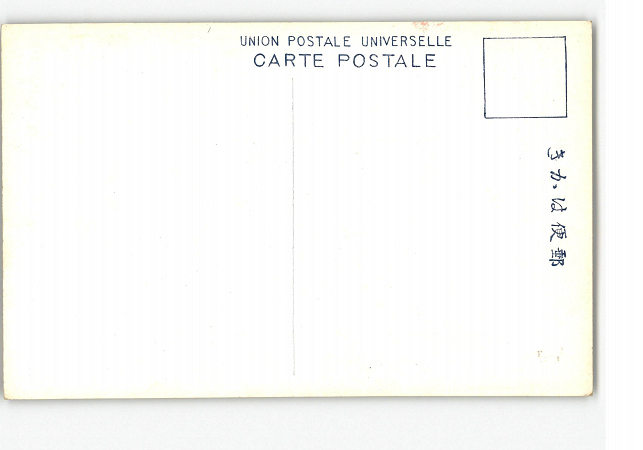 UNION POSTALE UNIVERSELLE
CARTE POSTALE
郵便はかき